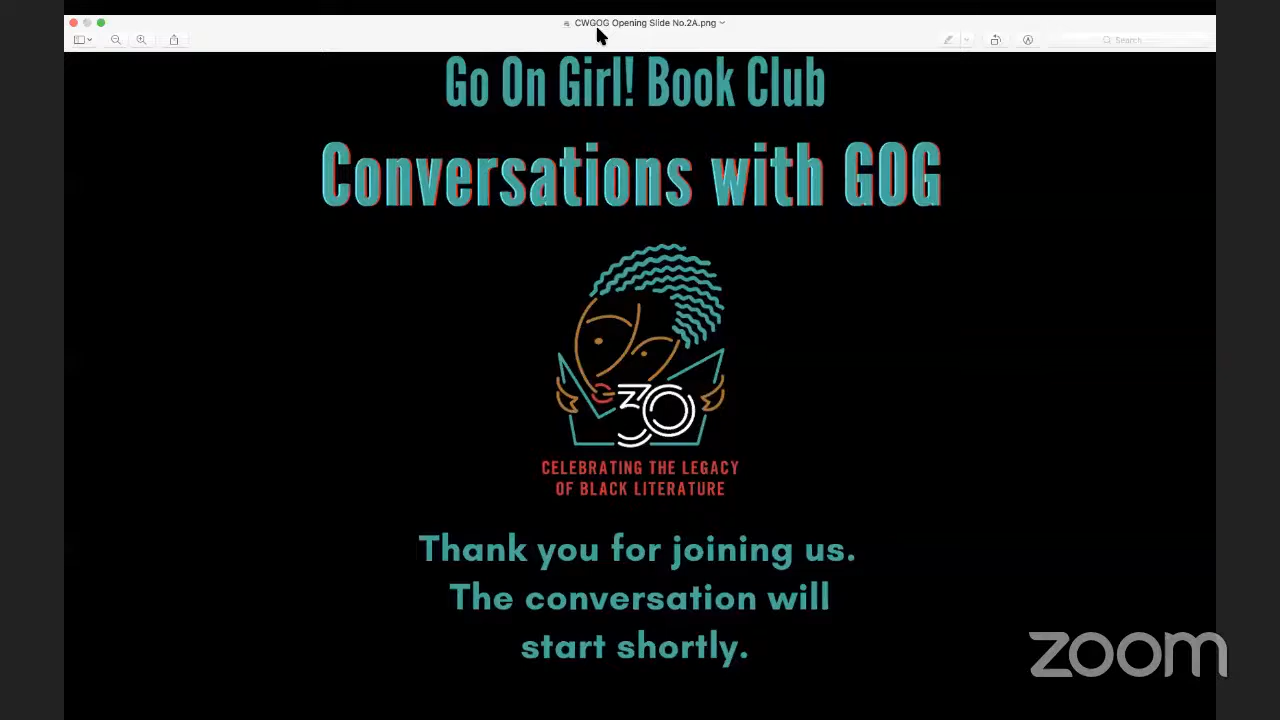 CWGOG Opening Slide No.2A.png
Search
Go On Girl! Book Club
Conversations with GOG
30
CELEBRATING THE LEGACY
OF BLACK LITERATURE
Thank you for joining us.
The conversation will
start shortly.
zoom